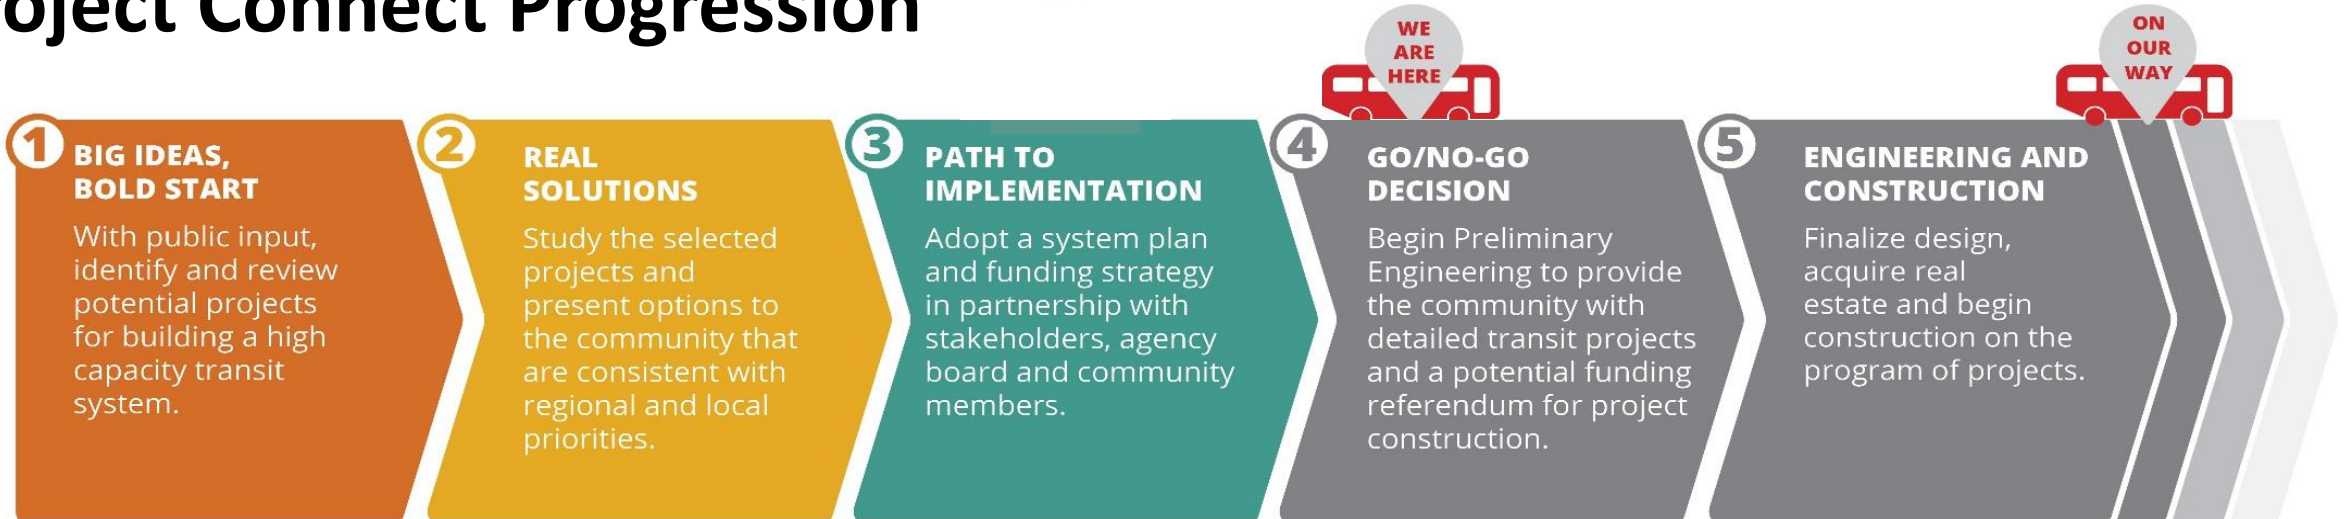 Connect Progression
WE
ARE
HERE
ON
OUR
WAY
1
BIG IDEAS,
BOLD START
With public input,
identify and review
potential projects
for building a high
capacity transit
system.
2
REAL
SOLUTIONS
Study the selected
projects and
present options to
the community that
are consistent with
regional and local
priorities.
3
PATH TO
IMPLEMENTATION
Adopt a system plan
and funding strategy
in partnership with
stakeholders, agency
board and community
members.
4
GO/NO-GO
DECISION
Begin Preliminary
Engineering to provide
the community with
detailed transit projects
and a potential funding
referendum for project
construction.
5
ENGINEERING AND
CONSTRUCTION
Finalize design,
acquire real
estate and begin
construction on the
program of projects.